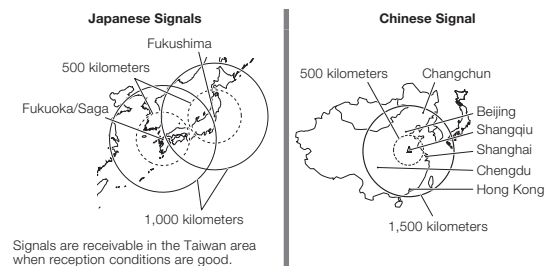 Japanese Signals
Fukushima
500 kilometers
Fukuoka/Saga
1,000 kilometers
Signals are receivable in the Taiwan area
when reception conditions are good.
Chinese Signal
500 kilometers
Changchun
Beijing
Shangqiu
Shanghai
Chengdu
Hong Kong
1,500 kilometers